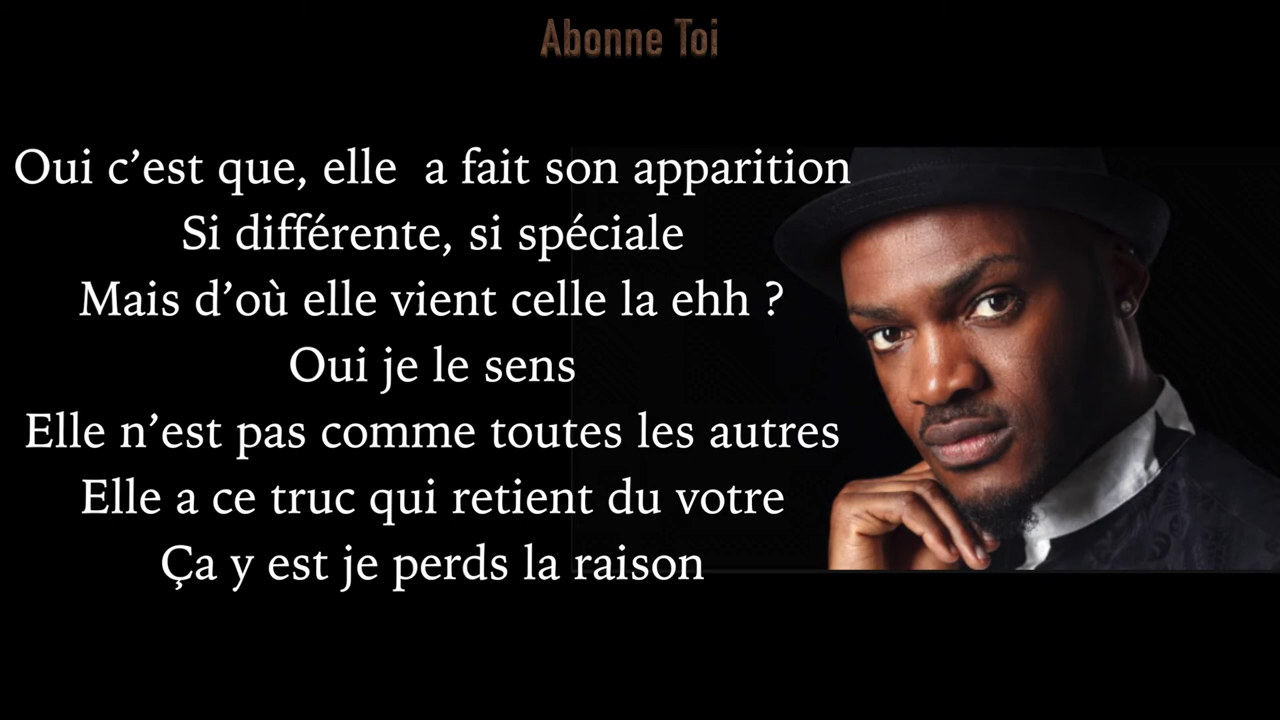 Abonne Toi
Oui c’est que, elle  a fait son apparition
Si différente, si spéciale
Mais d’où elle vient celle la ehh ?
Oui je le sens
Elle n’est pas comme toutes les autres
Elle a ce truc qui retient du votre
Ça y est je perds la raison